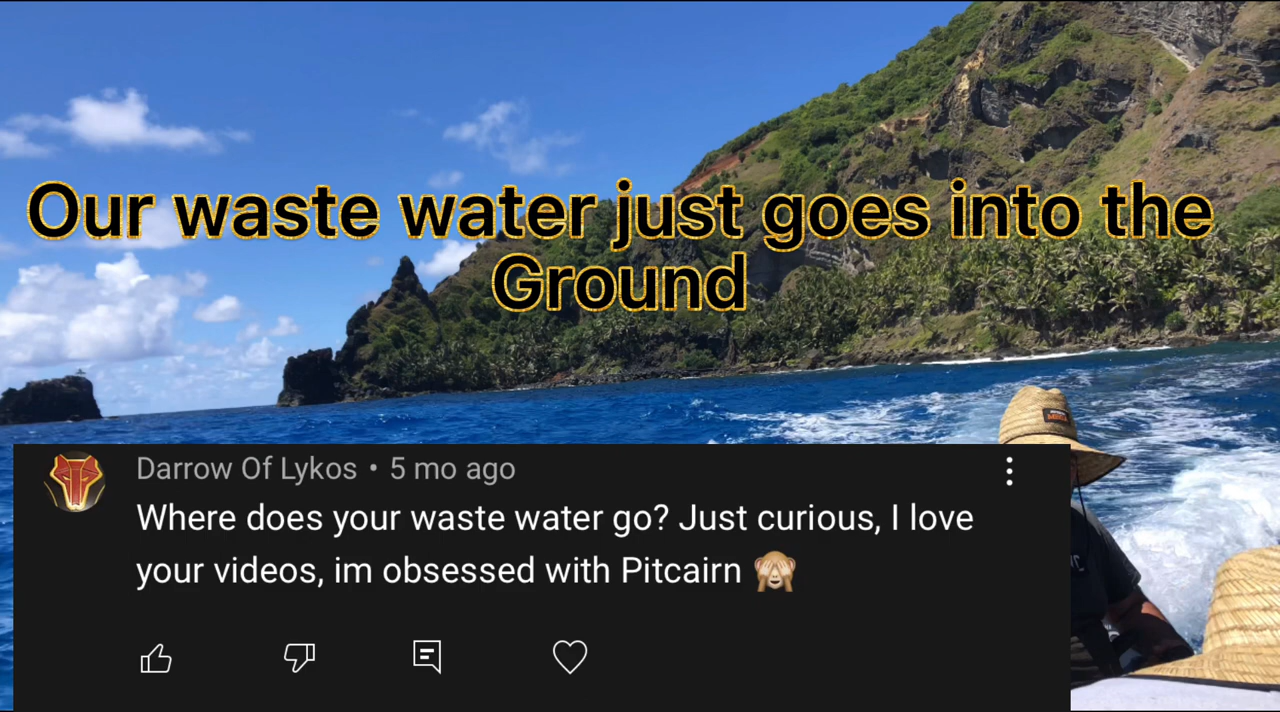 Our waste water just goes into the
Ground
Darrow Of Lykos • 5 mo ago
Where does your waste water go? Just curious, I love
your videos, im obsessed with Pitcairn 🙈